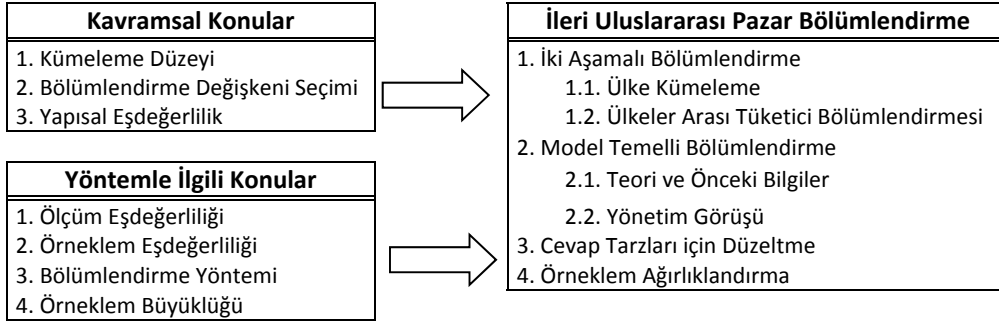 Kavramsal Konular
1. Kümeleme Düzeyi
2. Bölümlendirme Değişkeni Seçimi
3. Yapısal Eşdeğerlilik
Yöntemle İlgili Konular
1. Ölçüm Eşdeğerliliği
2. Örneklem Eşdeğerliliği
3. Bölümlendirme Yöntemi
4. Örneklem Büyüklüğü
İleri Uluslararası Pazar Bölümlendirme
1. İki Aşamalı Bölümlendirme
1.1. Ülke Kümeleme
1.2. Ülkeler Arası Tüketici Bölümlendirmesi
2. Model Temelli Bölümlendirme
2.1. Teori ve Önceki Bilgiler
2.2. Yönetim Görüşü
3. Cevap Tarzları için Düzeltme
4. Örneklem Ağırlıklandırma